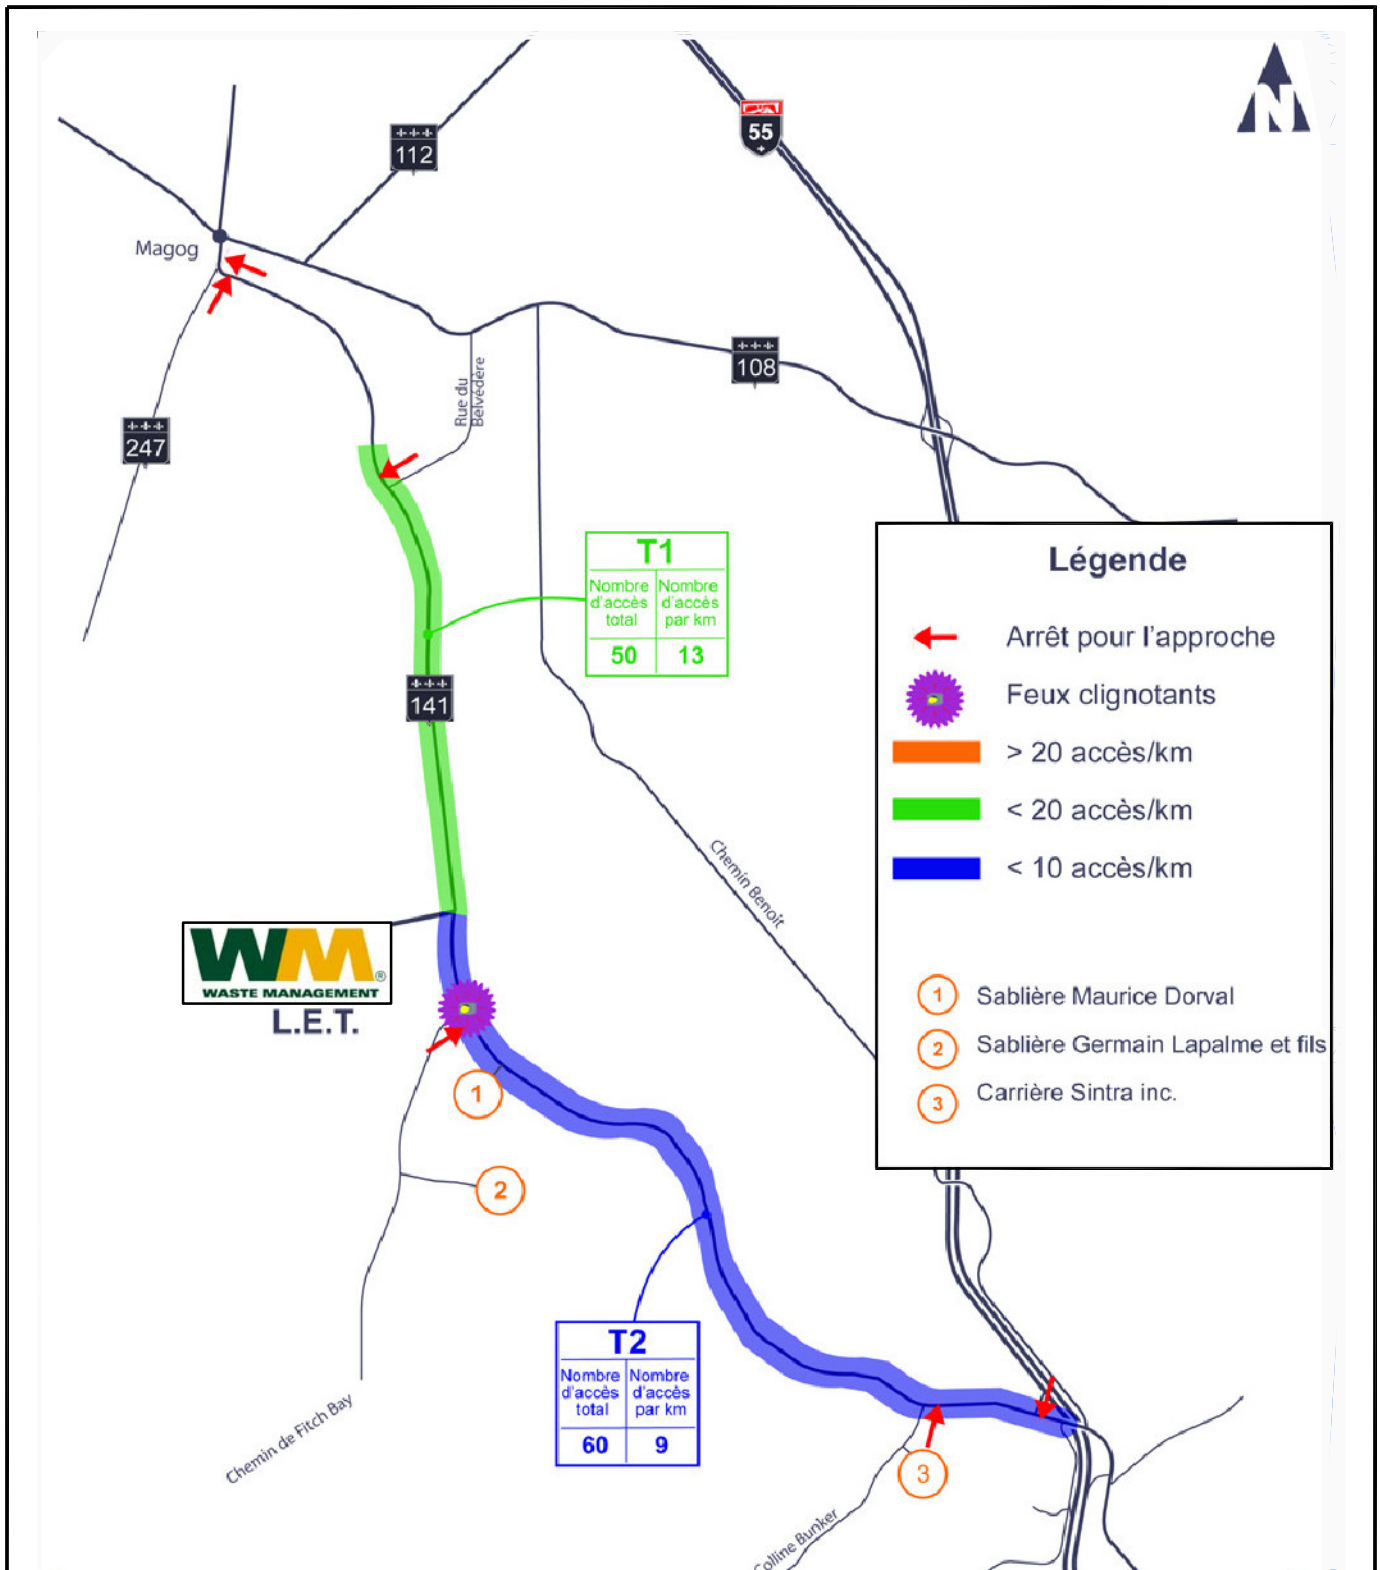 N
55
112
Magog
108
Rue du
Belvédère
247
T1
Nombre
d'accès
total
Nombre
d'accès
par km
50
13
141
Légende
Arrêt pour l'approche
Feux clignotants
> 20 accès/km
< 20 accès/km
< 10 accès/km
1 Sablière Maurice Dorval
2 Sablière Germain Lapalme et fils
3 Carrière Sintra inc.
Chemin Benoit
WM®
WASTE MANAGEMENT
L.E.T.
1
2
T2
Nombre
d'accès
total
Nombre
d'accès
par km
60
9
Chemin de Fitch Bay
3
Colline Bunker